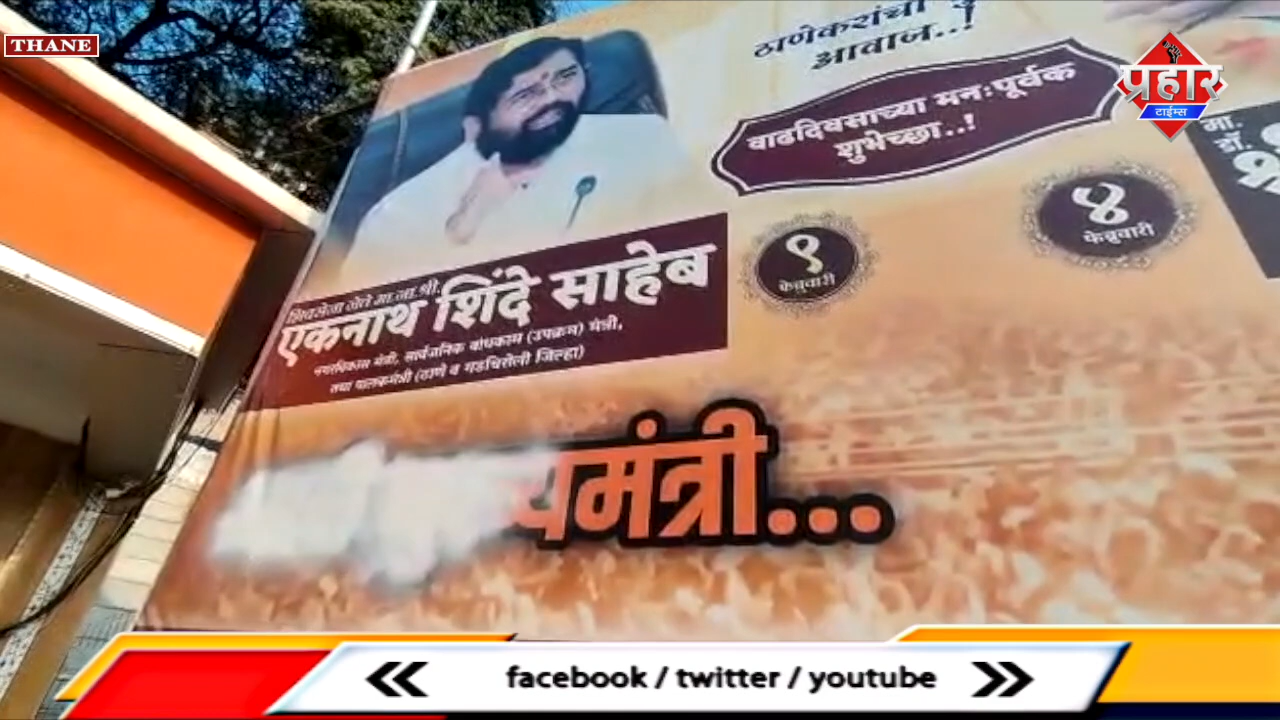 THANE
ठाणेकरांचा
आवाज..!
वाढदिवसाच्या मनःपूर्वक
शुभेच्छा..!
प्रहार
टाईम्स
मा.
डॉ.
४
फेब्रुवारी
९
फेब्रुवारी
शिवसेना नेते मा.ना.श्री.
एकनाथ शिंदे साहेब
नगरविकास मंत्री, सार्वजनिक बांधकाम (उपक्रम) मंत्री,
तथा पालकमंत्री (ठाणे व गडचिरोली जिल्हा)
यमंत्री...
facebook / twitter / youtube